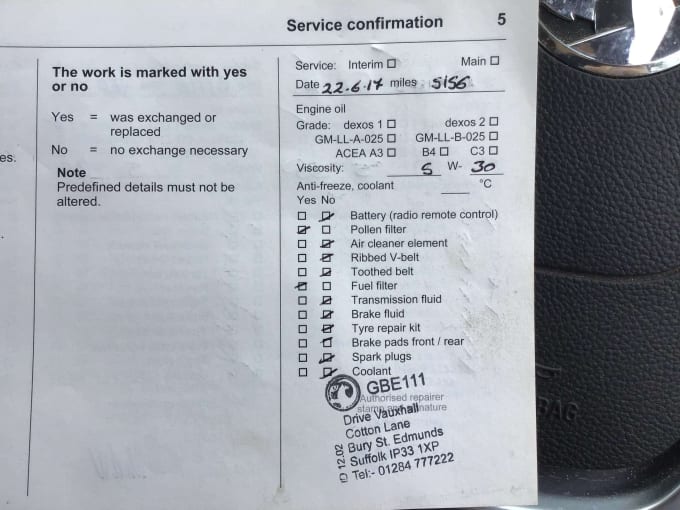 Service confirmation 5
es.
The work is marked with yes
or no
Yes = was exchanged or
replaced
No = no exchange necessary
Note
Predefined details must not be
altered.
Service: Interim ☐ Main ☐
Date 22.6.17 miles 5156
Engine oil
Grade: dexos 1 ☐ dexos 2 ☐
GM-LL-A-025 ☐ GM-LL-B-025 ☐
ACEA A3 ☐ B4 ☐ C3 ☐
Viscosity: 5 W- 30
Anti-freeze, coolant °C
Yes No
☐ ☑ Battery (radio remote control)
☑ ☐ Pollen filter
☐ ☑ Air cleaner element
☐ ☑ Ribbed V-belt
☐ ☑ Toothed belt
☑ ☐ Fuel filter
☐ ☑ Transmission fluid
☐ ☑ Brake fluid
☐ ☑ Tyre repair kit
☐ ☑ Brake pads front / rear
☐ ☑ Spark plugs
☐ ☑ Coolant
GBE111
Authorised repairer
stamp nature
Drive Vauxhall
Cotton Lane
Bury St. Edmunds
Suffolk IP33 1XP
Tel:- 01284 777222
ID 12.02
BAG